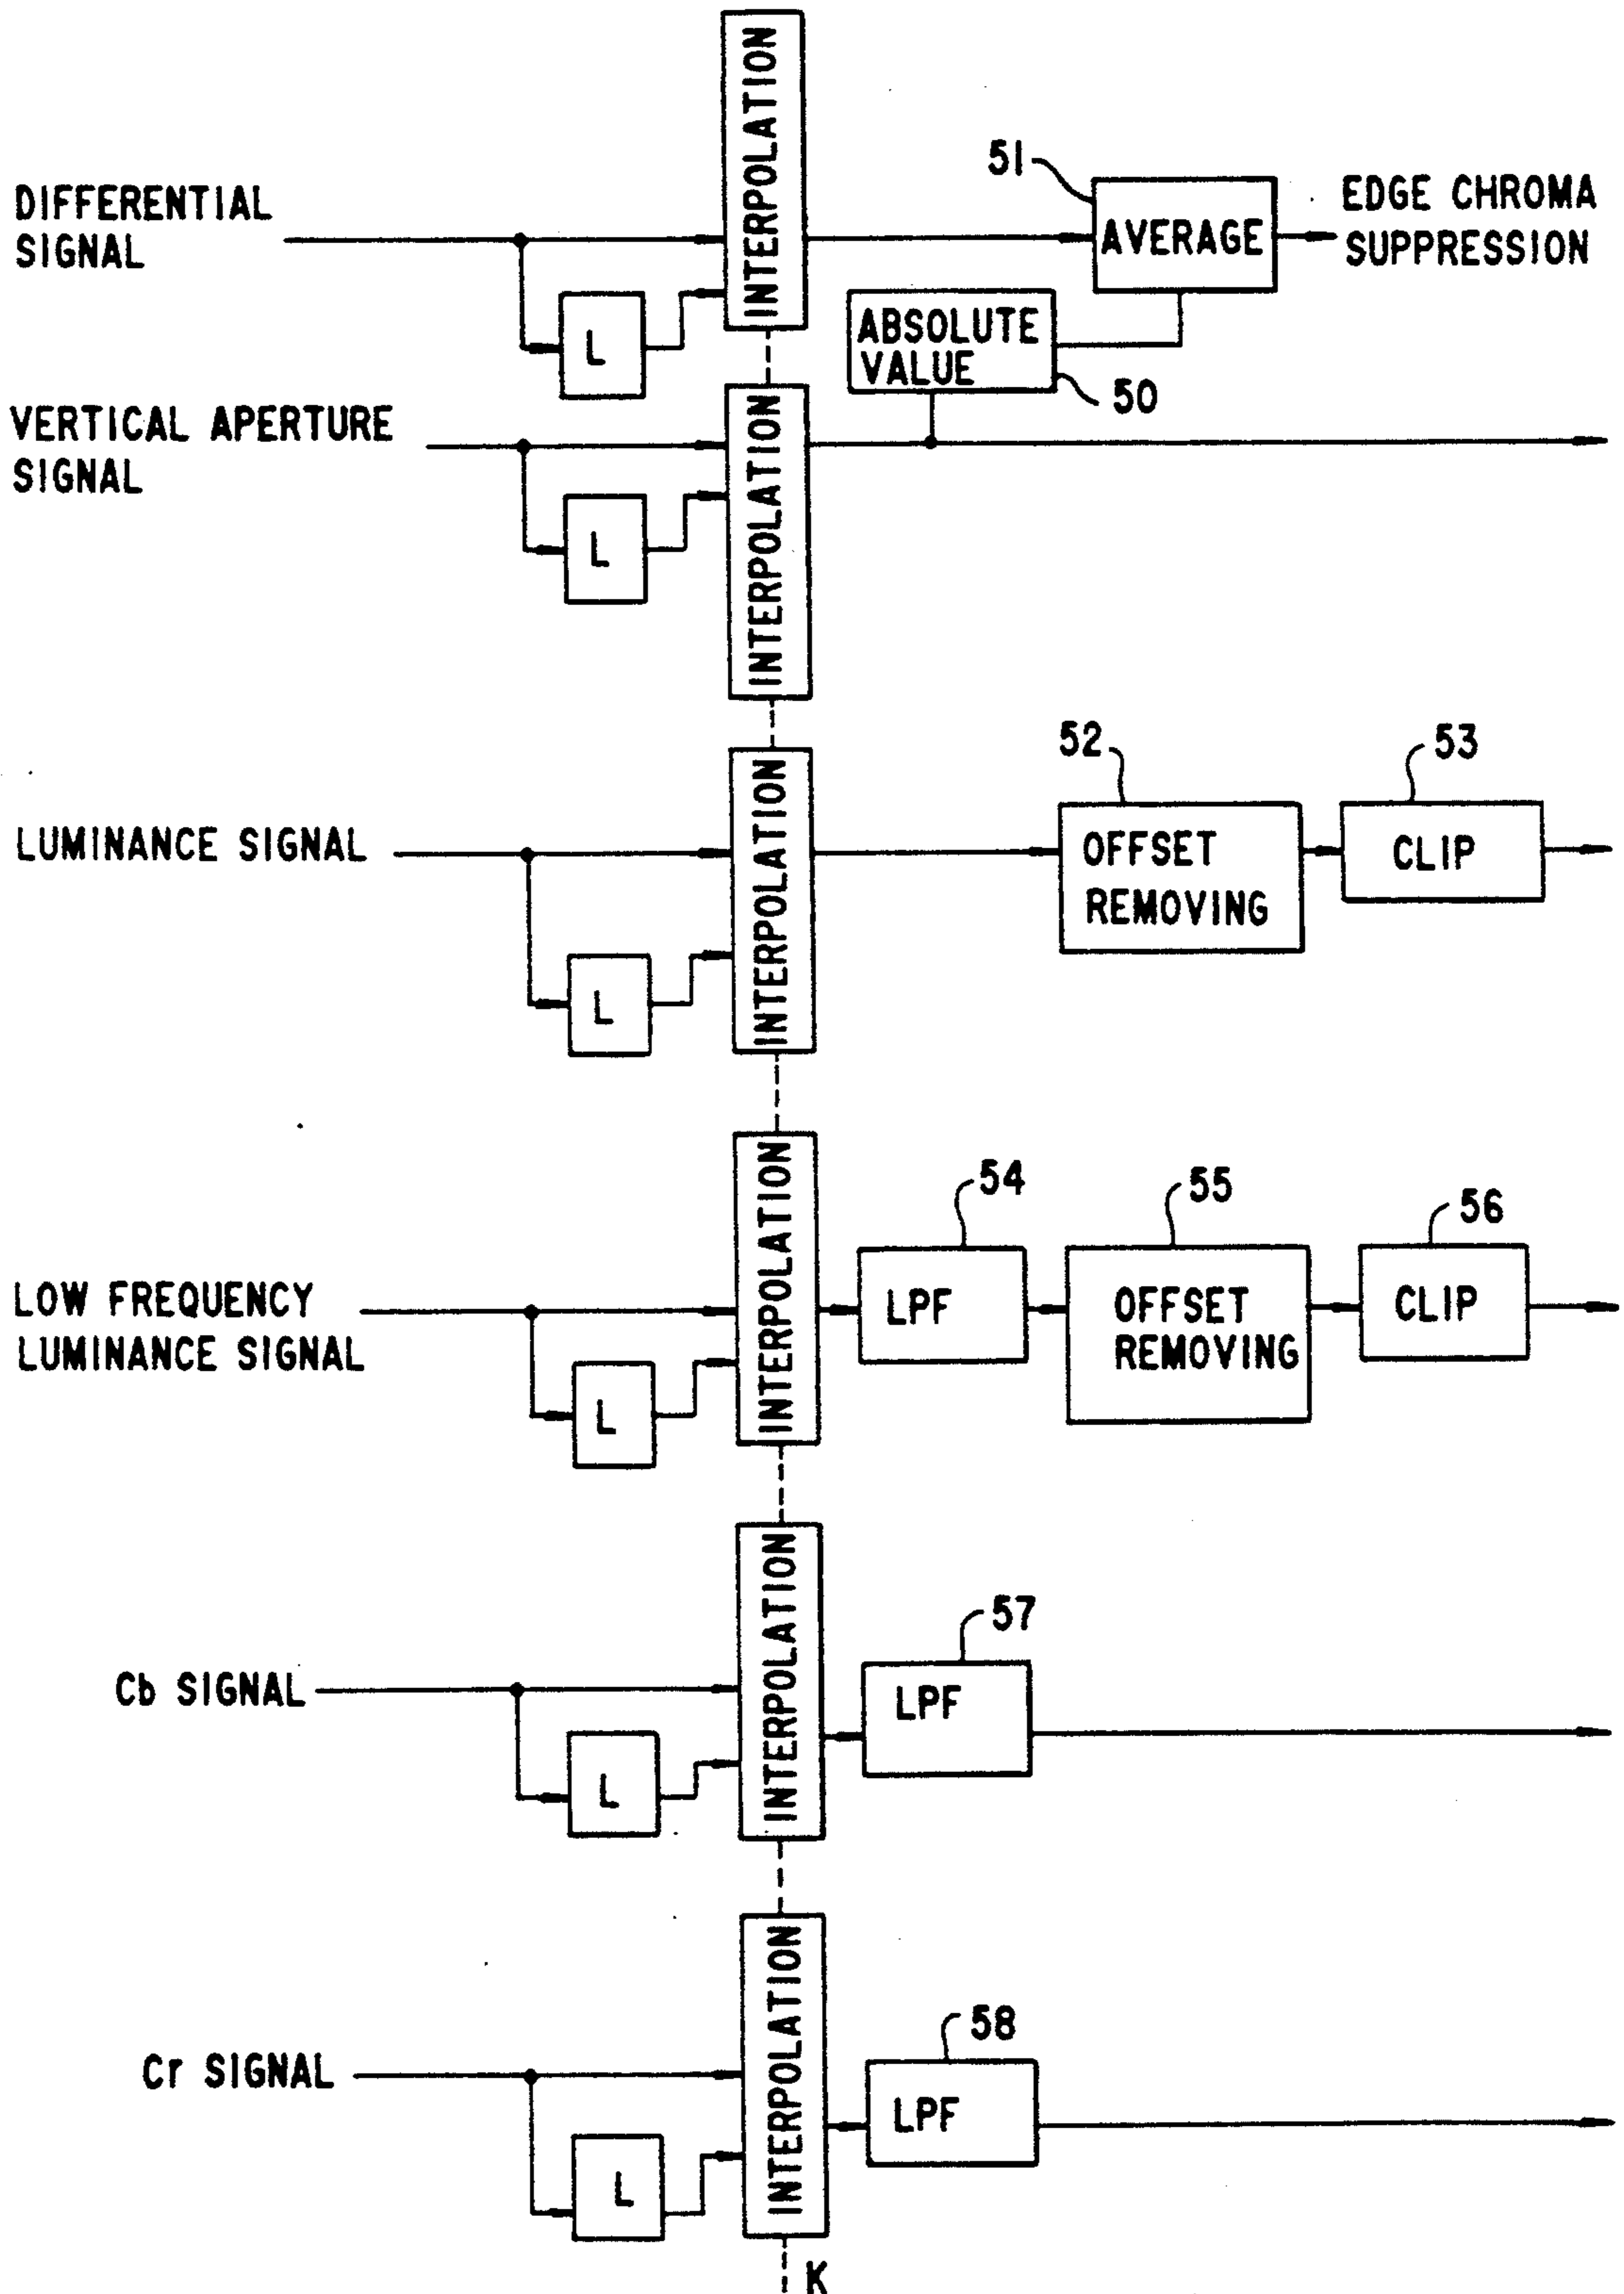 INTERPOLATION
51
DIFFERENTIAL
SIGNAL
AVERAGE
EDGE CHROMA
SUPPRESSION
L
ABSOLUTE
VALUE
50
VERTICAL APERTURE
SIGNAL
INTERPOLATION
L
52
53
LUMINANCE SIGNAL
INTERPOLATION
OFFSET
REMOVING
CLIP
L
54
55
56
LOW FREQUENCY
LUMINANCE SIGNAL
INTERPOLATION
LPF
OFFSET
REMOVING
CLIP
L
57
Cb SIGNAL
INTERPOLATION
LPF
L
58
Cr SIGNAL
INTERPOLATION
LPF
L
K